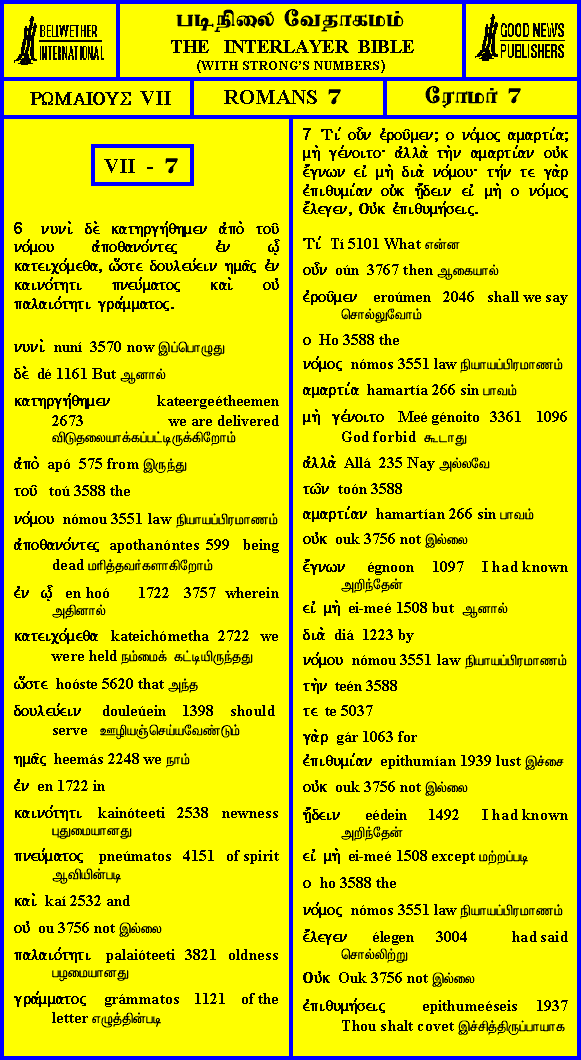 BELLWETHER
INTERNATIONAL
படிநிலை வேதாகமம்
THE INTERLAYER BIBLE
(WITH STRONG'S NUMBERS)
GOOD NEWS
PUBLISHERS
ΡΩΜΑΙΟΥΣ VII
ROMANS 7
ரோமர் 7
VII - 7
6 νυνὶ δὲ κατηργήθημεν ἀπὸ τοῦ
νόμου ἀποθανόντες ἐν ᾧ
κατειχόμεθα, ὥστε δουλεύειν ημᾶς ἐν
καινότητι πνεύματος καὶ οὐ
παλαιότητι γράμματος.
νυνὶ nuní 3570 now இப்பொழுது
δὲ dé 1161 But ஆனால்
κατηργήθημεν kateergeétheemen
2673 we are delivered
விடுதலையாக்கப்பட்டிருக்கிறோம்
ἀπὸ apó 575 from இருந்து
τοῦ toú 3588 the
νόμου nómou 3551 law நியாயப்பிரமாணம்
ἀποθανόντες apothanóntes 599 being
dead மரித்தவர்களாகிறோம்
ἐν ᾧ en hoó 1722 3757 wherein
அதினால்
κατειχόμεθα kateichómetha 2722 we
were held நம்மைக் கட்டியிருந்தது
ὥστε hoóste 5620 that அந்த
δουλεύειν douleúein 1398 should
serve ஊழியஞ்செய்யவேண்டும்
ημᾶς heemás 2248 we நாம்
ἐν en 1722 in
καινότητι kainóteeti 2538 newness
புதுமையானது
πνεύματος pneúmatos 4151 of spirit
ஆவியின்படி
καὶ kaí 2532 and
οὐ ou 3756 not இல்லை
παλαιότητι palaióteeti 3821 oldness
பழமையானது
γράμματος grámmatos 1121 of the
letter எழுத்தின்படி
7 Τί οὖν ἐροῦμεν; ο νόμος αμαρτία;
μὴ γένοιτο· ἀλλὰ τὴν αμαρτίαν οὐκ
ἔγνων εἰ μὴ διὰ νόμου· τήν τε γὰρ
ἐπιθυμίαν οὐκ ᾔδειν εἰ μὴ ο νόμος
ἔλεγεν, Οὐκ ἐπιθυμήσεις.
Τί Tí 5101 What என்ன
οὖν oún 3767 then ஆகையால்
ἐροῦμεν eroúmen 2046 shall we say
சொல்லுவோம்
ο Ho 3588 the
νόμος nómos 3551 law நியாயப்பிரமாணம்
αμαρτία hamartía 266 sin பாவம்
μὴ γένοιτο Meé génoito 3361 1096
God forbid கூடாது
ἀλλὰ Allá 235 Nay அல்லவே
τῶν toón 3588
αμαρτίαν hamartían 266 sin பாவம்
οὐκ ouk 3756 not இல்லை
ἔγνων égnoon 1097 I had known
அறிந்தேன்
εἰ μὴ ei-meé 1508 but ஆனால்
διὰ diá 1223 by
νόμου nómou 3551 law நியாயப்பிரமாணம்
τὴν teén 3588
τε te 5037
γὰρ gár 1063 for
ἐπιθυμίαν epithumían 1939 lust இச்சை
οὐκ ouk 3756 not இல்லை
ᾔδειν eédein 1492 I had known
அறிந்தேன்
εἰ μὴ ei-meé 1508 except மற்றப்படி
ο ho 3588 the
νόμος nómos 3551 law நியாயப்பிரமாணம்
ἔλεγεν élegen 3004 had said
சொல்லிற்று
Οὐκ Ouk 3756 not இல்லை
ἐπιθυμήσεις epithumeéseis 1937
Thou shalt covet இச்சித்திருப்பாயாக